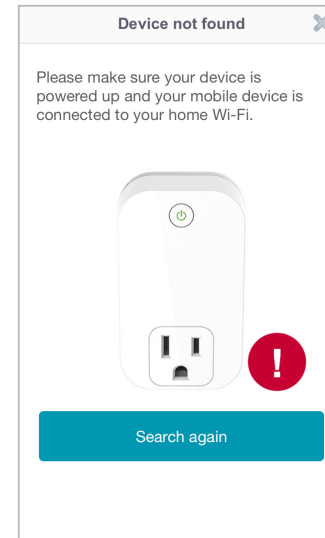 Device not found
Please make sure your device is
powered up and your mobile device is
connected to your home Wi-Fi.
!
Search again